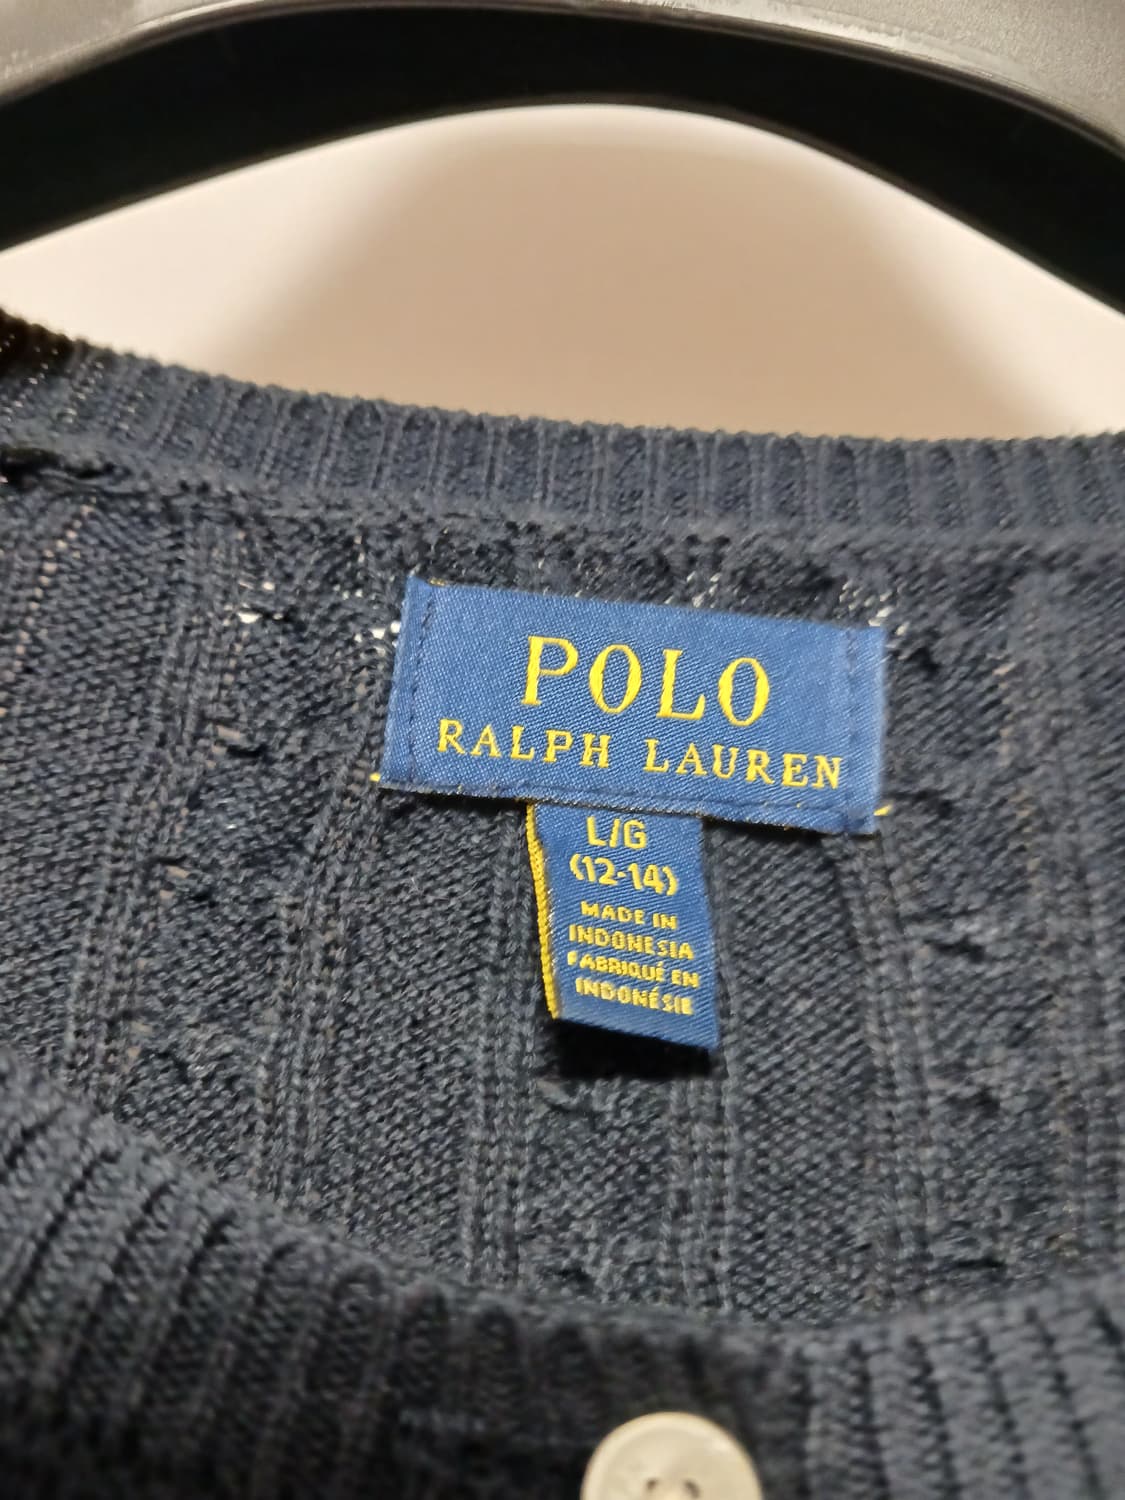 POLO
RALPH LAUREN
L/G
(12-14)
MADE IN
INDONESIA
FABRIQUÉ EN
INDONÉSIE